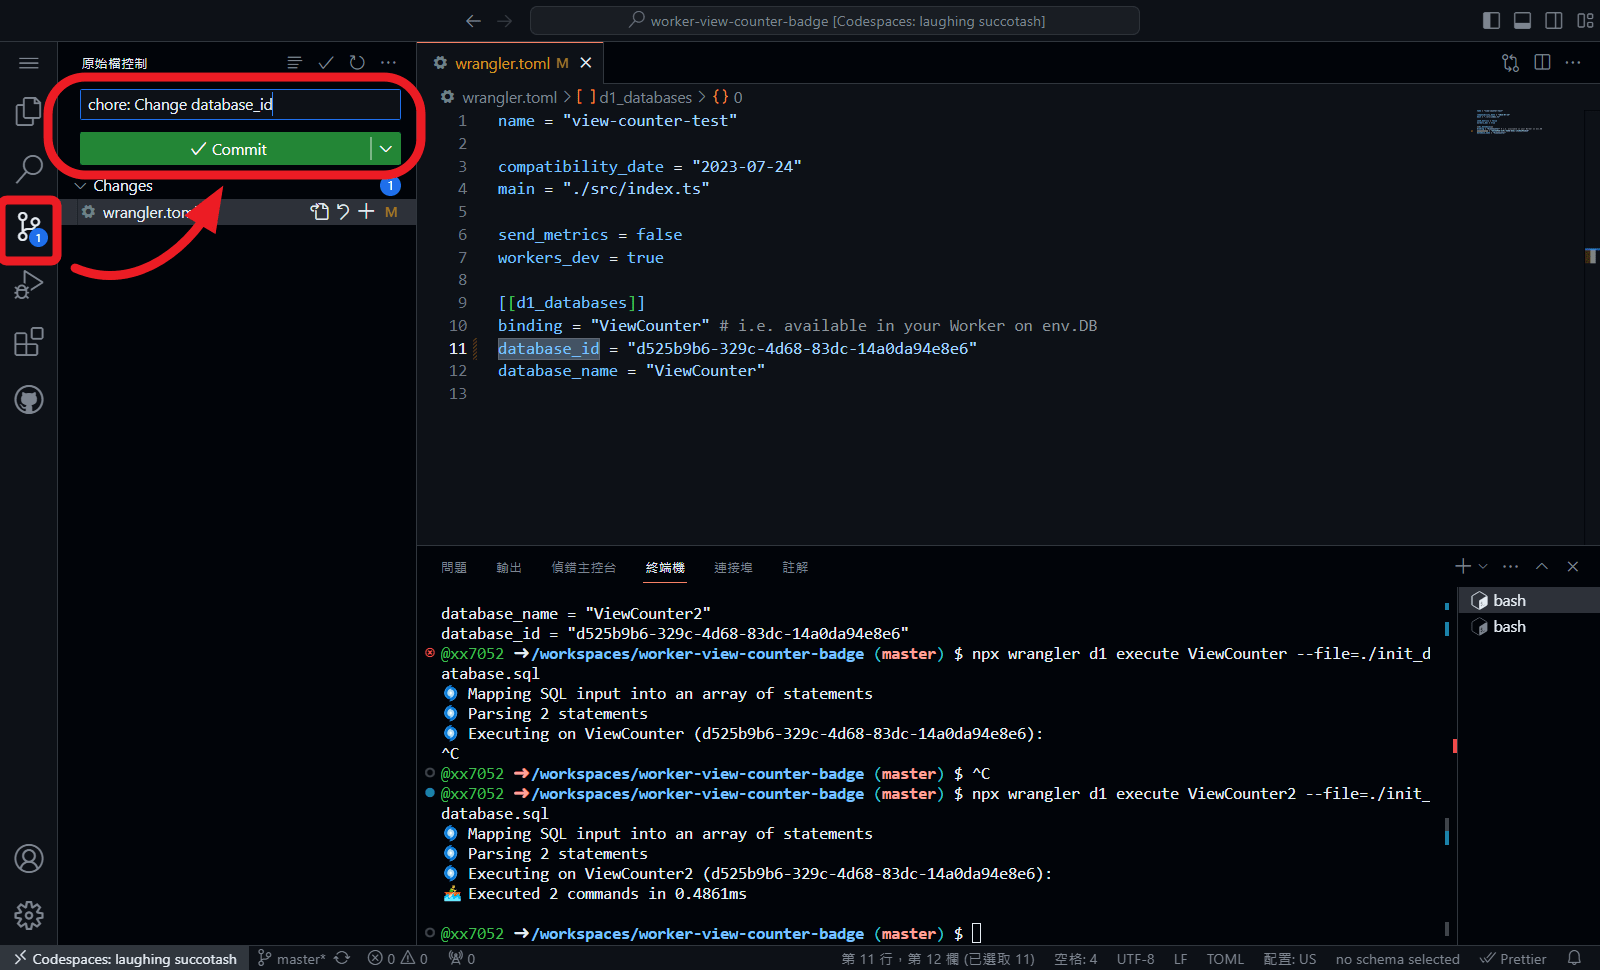 worker-view-counter-badge [Codespaces: laughing succotash]
原始檔控制
chore: Change database_id
Commit
Changes
1
wrangler.toml
M
1
wrangler.toml M
wrangler.toml > [ ] d1_databases > {} 0
1 name = "view-counter-test"
2
3 compatibility_date = "2023-07-24"
4 main = "./src/index.ts"
5
6 send_metrics = false
7 workers_dev = true
8
9 [[d1_databases]]
10 binding = "ViewCounter" # i.e. available in your Worker on env.DB
11 database_id = "d525b9b6-329c-4d68-83dc-14a0da94e8e6"
12 database_name = "ViewCounter"
13
問題 輸出 偵錯主控台 終端機 連接埠 註解
bash
bash
database_name = "ViewCounter2"
database_id = "d525b9b6-329c-4d68-83dc-14a0da94e8e6"
@xx7052 ➜/workspaces/worker-view-counter-badge (master) $ npx wrangler d1 execute ViewCounter --file=./init_d
atabase.sql
Mapping SQL input into an array of statements
Parsing 2 statements
Executing on ViewCounter (d525b9b6-329c-4d68-83dc-14a0da94e8e6):
^C
@xx7052 ➜/workspaces/worker-view-counter-badge (master) $ ^C
@xx7052 ➜/workspaces/worker-view-counter-badge (master) $ npx wrangler d1 execute ViewCounter2 --file=./init_
database.sql
Mapping SQL input into an array of statements
Parsing 2 statements
Executing on ViewCounter2 (d525b9b6-329c-4d68-83dc-14a0da94e8e6):
Executed 2 commands in 0.4861ms
@xx7052 ➜/workspaces/worker-view-counter-badge (master) $
Codespaces: laughing succotash master* 0 0 0 第 11 行，第 12 欄 (已選取 11) 空格: 4 UTF-8 LF TOML 配置: US no schema selected Prettier